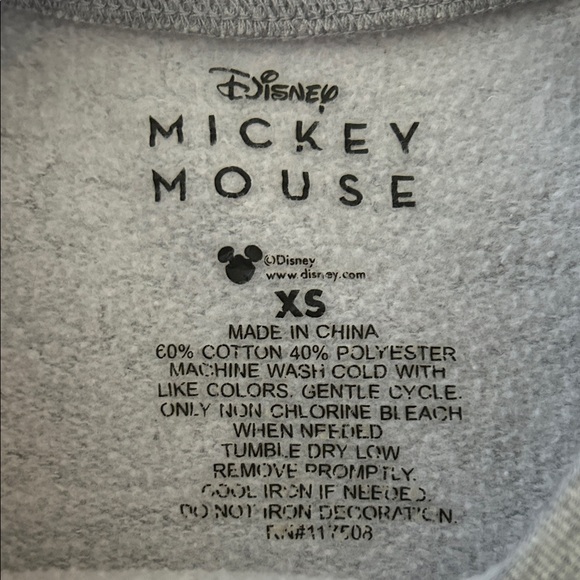 Disney
MICKEY
MOUSE
©Disney
www.disney.com
XS
MADE IN CHINA
60% COTTON 40% POLYESTER
MACHINE WASH COLD WITH
LIKE COLORS. GENTLE CYCLE.
ONLY NON CHLORINE BLEACH
WHEN NEEDED
TUMBLE DRY LOW
REMOVE PROMPTLY.
COOL IRON IF NEEDED.
DO NOT IRON DECORATION.
RN#117508